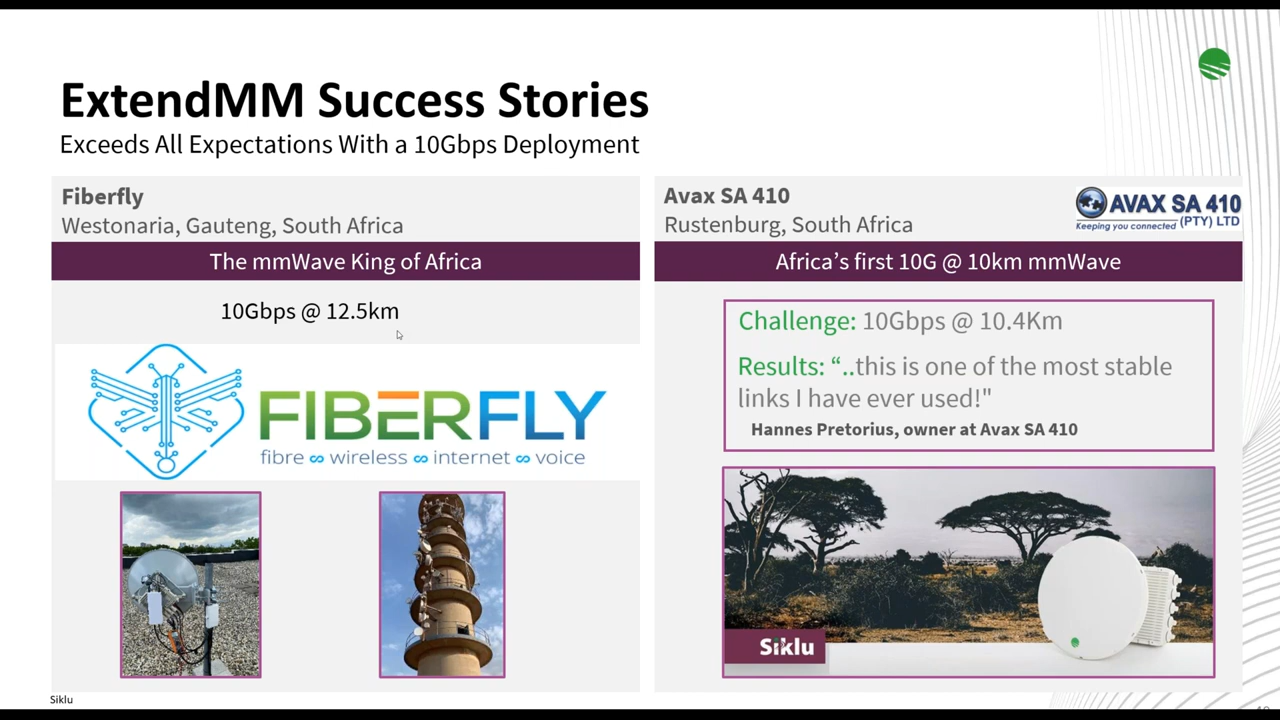 ExtendMM Success Stories
Exceeds All Expectations With a 10Gbps Deployment
Fiberfly
Westonaria, Gauteng, South Africa
The mmWave King of Africa
10Gbps @ 12.5km
FIBERFLY
fibre ∞ wireless ∞ internet ∞ voice
Avax SA 410
Rustenburg, South Africa
AVAX SA 410
Keeping you connected (PTY) LTD
Africa's first 10G @ 10km mmWave
Challenge: 10Gbps @ 10.4Km
Results: “..this is one of the most stable
links I have ever used!"
Hannes Pretorius, owner at Avax SA 410
Siklu
Siklu